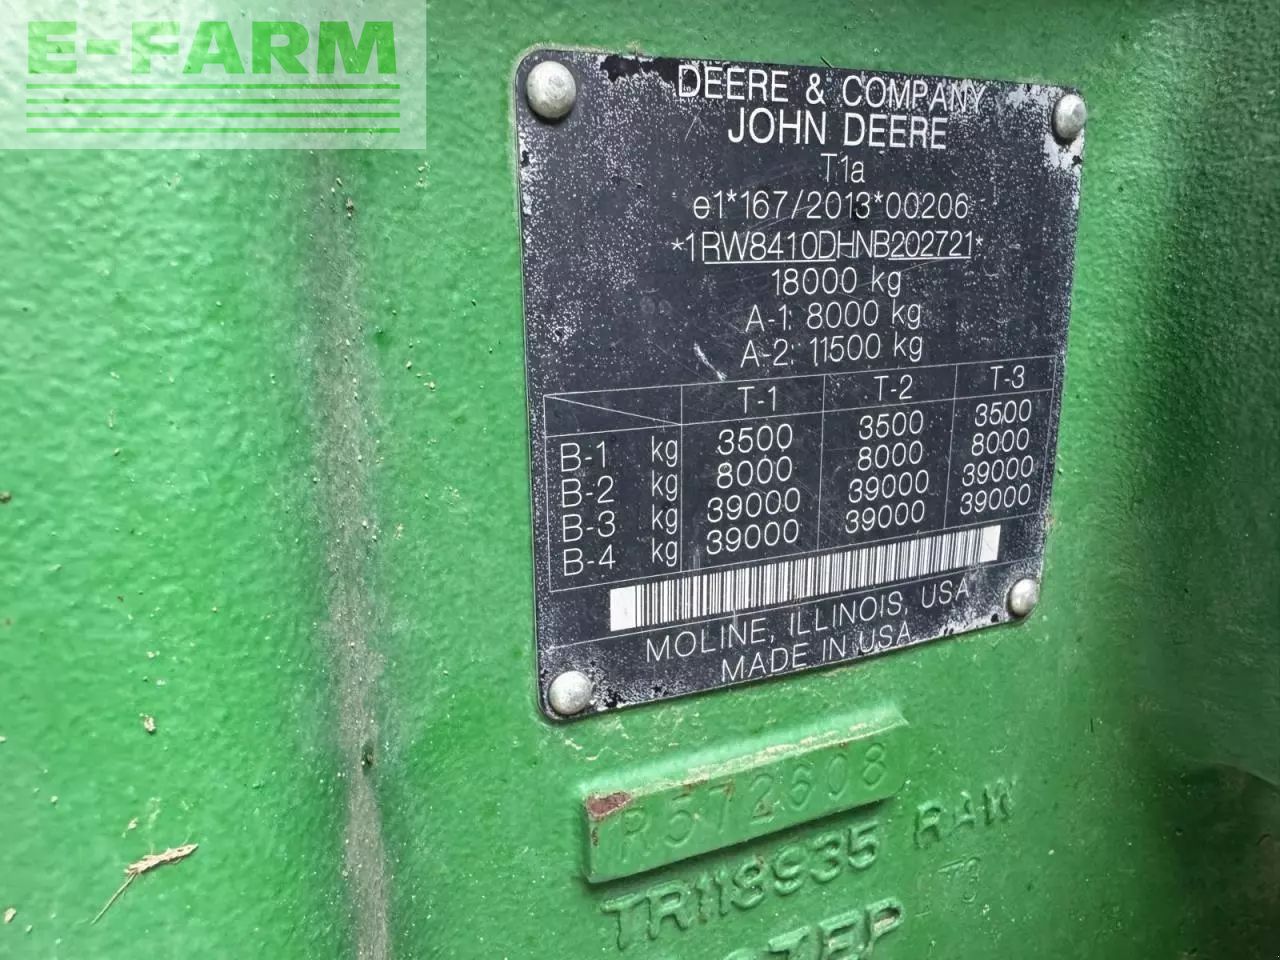 E-FARM
DEERE & COMPANY
JOHN DEERE
T1a
e1*167/2013*00206
*1RW8410DHNB202721*
18000 kg
A-1: 8000 kg
A-2: 11500 kg
T-1 T-2 T-3
B-1 kg 3500 3500 3500
B-2 kg 8000 8000 8000
B-3 kg 39000 39000 39000
B-4 kg 39000 39000 39000
MOLINE, ILLINOIS, USA
MADE IN USA
R572608
TR118935 RAW